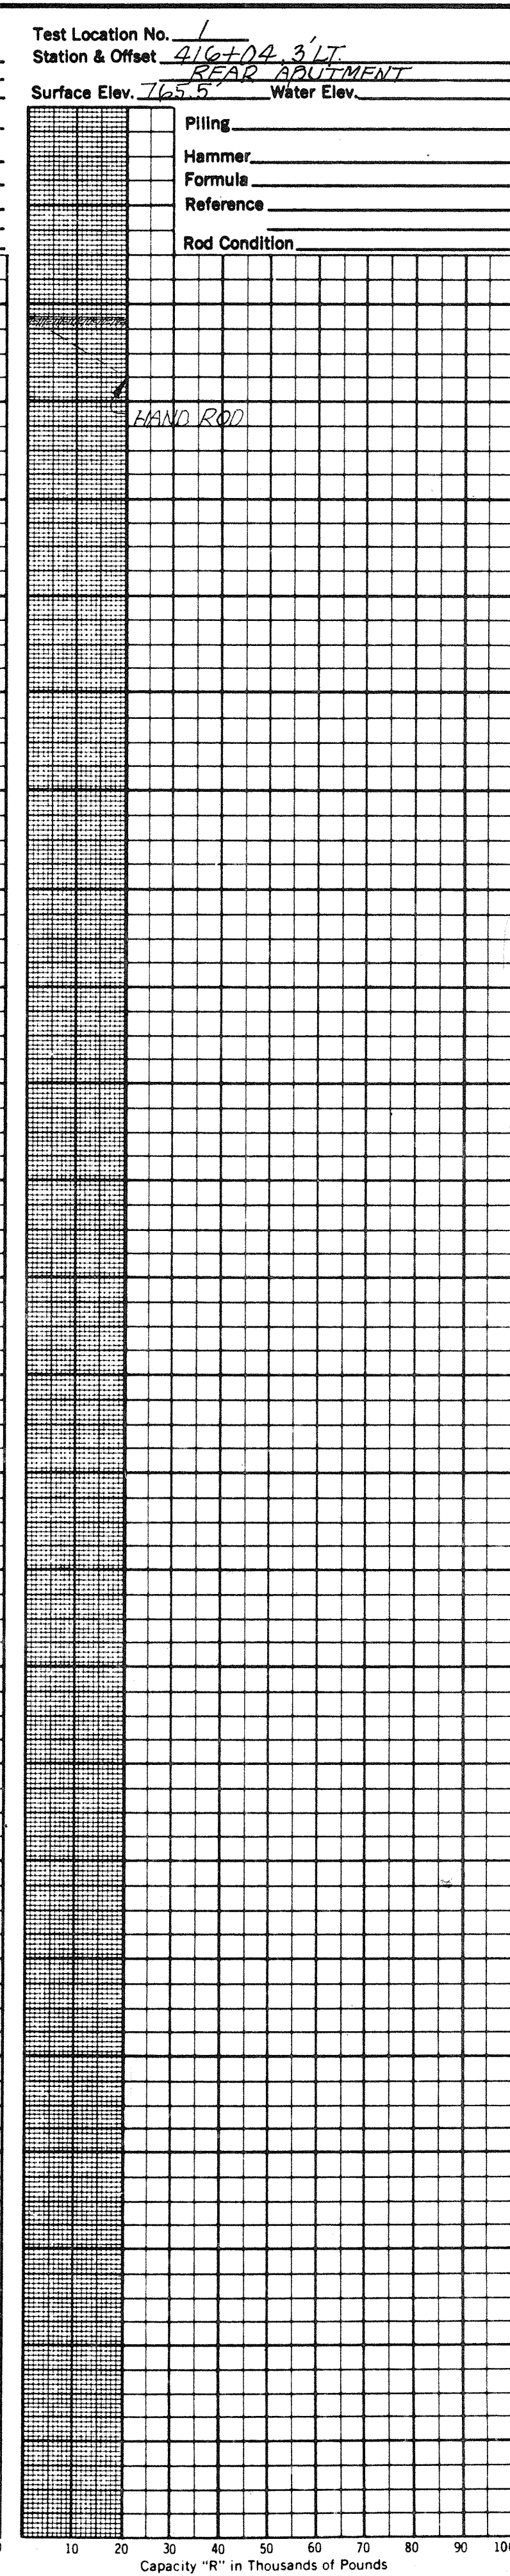 Test Location No. 1
Station & Offset 416+04, 3' LT.
REAR ABUTMENT
Surface Elev. 765.5' Water Elev.
Piling
Hammer
Formula
Reference
Rod Condition
HAND ROD
10 20 30 40 50 60 70 80 90 100
Capacity "R" in Thousands of Pounds